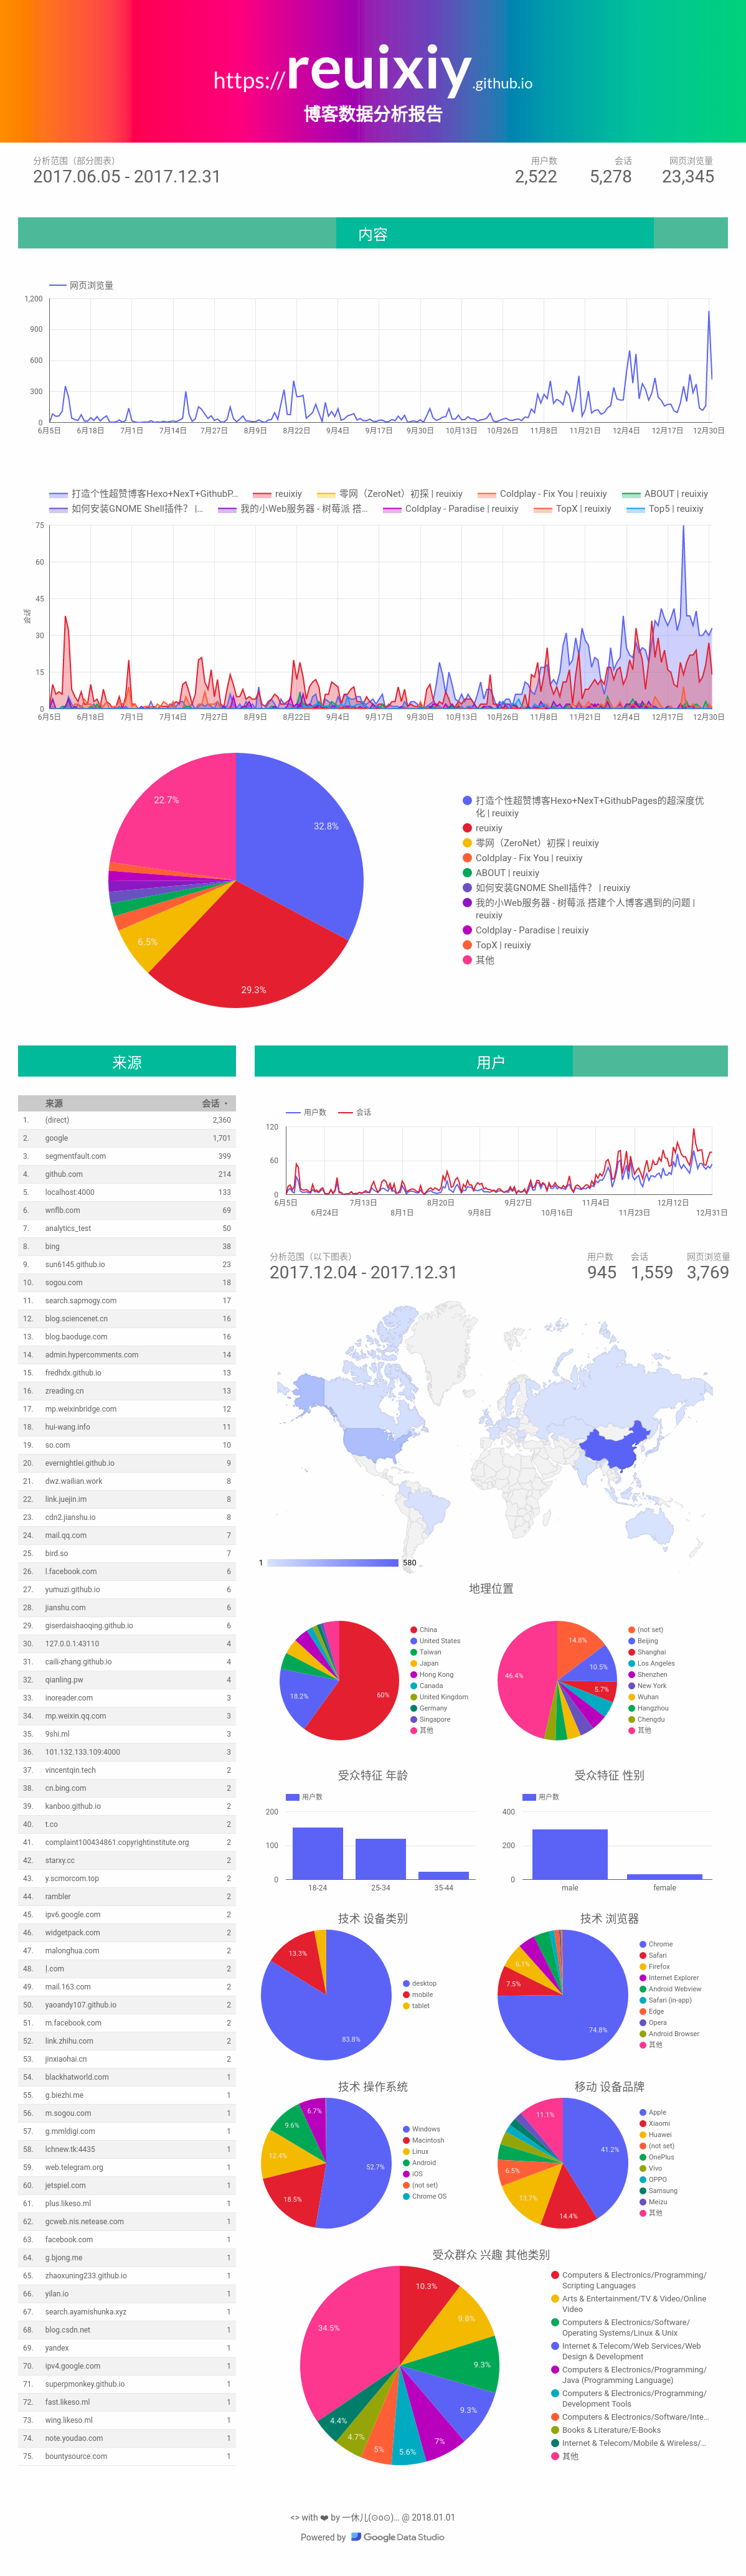 https://reuixiy.github.io
博客数据分析报告
分析范围（部分图表）
2017.06.05 - 2017.12.31
用户数 会话 网页浏览量
2,522 5,278 23,345
内容
网页浏览量
1,200
900
600
300
0
6月5日 6月18日 7月1日 7月14日 7月27日 8月9日 8月22日 9月4日 9月17日 9月30日 10月13日 10月26日 11月8日 11月21日 12月4日 12月17日 12月30日
打造个性超赞博客Hexo+NexT+GithubP... reuixiy 零网（ZeroNet）初探 | reuixiy Coldplay - Fix You | reuixiy ABOUT | reuixiy
如何安装GNOME Shell插件？ |... 我的小Web服务器 - 树莓派 搭... Coldplay - Paradise | reuixiy TopX | reuixiy Top5 | reuixiy
会话
75
60
45
30
15
0
6月5日 6月18日 7月1日 7月14日 7月27日 8月9日 8月22日 9月4日 9月17日 9月30日 10月13日 10月26日 11月8日 11月21日 12月4日 12月17日 12月30日
22.7%
32.8%
6.5%
29.3%
打造个性超赞博客Hexo+NexT+GithubPages的超深度优
化 | reuixiy
reuixiy
零网（ZeroNet）初探 | reuixiy
Coldplay - Fix You | reuixiy
ABOUT | reuixiy
如何安装GNOME Shell插件？ | reuixiy
我的小Web服务器 - 树莓派 搭建个人博客遇到的问题 |
reuixiy
Coldplay - Paradise | reuixiy
TopX | reuixiy
其他
来源
来源 会话
1. (direct) 2,360
2. google 1,701
3. segmentfault.com 399
4. github.com 214
5. localhost:4000 133
6. wnflb.com 69
7. analytics_test 50
8. bing 38
9. sun6145.github.io 23
10. sogou.com 18
11. search.sapmogy.com 17
12. blog.sciencenet.cn 16
13. blog.baoduge.com 16
14. admin.hypercomments.com 14
15. fredhdx.github.io 13
16. zreading.cn 13
17. mp.weixinbridge.com 12
18. hui-wang.info 11
19. so.com 10
20. evernightlei.github.io 9
21. dwz.wailian.work 8
22. link.juejin.im 8
23. cdn2.jianshu.io 8
24. mail.qq.com 7
25. bird.so 7
26. l.facebook.com 6
27. yumuzi.github.io 6
28. jianshu.com 6
29. giserdaishaoqing.github.io 6
30. 127.0.0.1:43110 4
31. caili-zhang.github.io 4
32. qianling.pw 4
33. inoreader.com 3
34. mp.weixin.qq.com 3
35. 9shi.ml 3
36. 101.132.133.109:4000 3
37. vincentqin.tech 2
38. cn.bing.com 2
39. kanboo.github.io 2
40. t.co 2
41. complaint100434861.copyrightinstitute.org 2
42. starxy.cc 2
43. y.scmorcom.top 2
44. rambler 2
45. ipv6.google.com 2
46. widgetpack.com 2
47. malonghua.com 2
48. |.com 2
49. mail.163.com 2
50. yaoandy107.github.io 2
51. m.facebook.com 2
52. link.zhihu.com 2
53. jinxiaohai.cn 2
54. blackhatworld.com 1
55. g.biezhi.me 1
56. m.sogou.com 1
57. g.mmldigi.com 1
58. lchnew.tk:4435 1
59. web.telegram.org 1
60. jetspiel.com 1
61. plus.likeso.ml 1
62. gcweb.nis.netease.com 1
63. facebook.com 1
64. g.bjong.me 1
65. zhaoxuning233.github.io 1
66. yilan.io 1
67. search.ayamishunka.xyz 1
68. blog.csdn.net 1
69. yandex 1
70. ipv4.google.com 1
71. superpmonkey.github.io 1
72. fast.likeso.ml 1
73. wing.likeso.ml 1
74. note.youdao.com 1
75. bountysource.com 1
用户
用户数 会话
120
60
0
6月5日 7月13日 8月20日 9月27日 11月4日 12月12日
6月24日 8月1日 9月8日 10月16日 11月23日 12月31日
分析范围（以下图表）
2017.12.04 - 2017.12.31
用户数 会话 网页浏览量
945 1,559 3,769
1 580
地理位置
60%
18.2%
China
United States
Taiwan
Japan
Hong Kong
Canada
United Kingdom
Germany
Singapore
其他
14.8%
10.5%
5.7%
46.4%
(not set)
Beijing
Shanghai
Los Angeles
Shenzhen
New York
Wuhan
Hangzhou
Chengdu
其他
受众特征 年龄
用户数
200
100
0
18-24 25-34 35-44
受众特征 性别
用户数
400
200
0
male female
技术 设备类别
13.3%
83.8%
desktop
mobile
tablet
技术 浏览器
6.1%
7.5%
74.8%
Chrome
Safari
Firefox
Internet Explorer
Android Webview
Safari (in-app)
Edge
Opera
Android Browser
其他
技术 操作系统
6.7%
9.6%
12.4%
18.5%
52.7%
Windows
Macintosh
Linux
Android
iOS
(not set)
Chrome OS
移动 设备品牌
11.1%
41.2%
6.5%
13.7%
14.4%
Apple
Xiaomi
Huawei
(not set)
OnePlus
Vivo
OPPO
Samsung
Meizu
其他
受众群众 兴趣 其他类别
10.3%
9.8%
9.3%
9.3%
7%
5.6%
5%
4.7%
4.4%
34.5%
Computers & Electronics/Programming/
Scripting Languages
Arts & Entertainment/TV & Video/Online
Video
Computers & Electronics/Software/
Operating Systems/Linux & Unix
Internet & Telecom/Web Services/Web
Design & Development
Computers & Electronics/Programming/
Java (Programming Language)
Computers & Electronics/Programming/
Development Tools
Computers & Electronics/Software/Inte...
Books & Literature/E-Books
Internet & Telecom/Mobile & Wireless/...
其他
<> with ❤ by 一休儿(⊙o⊙)... @ 2018.01.01
Powered by Google Data Studio